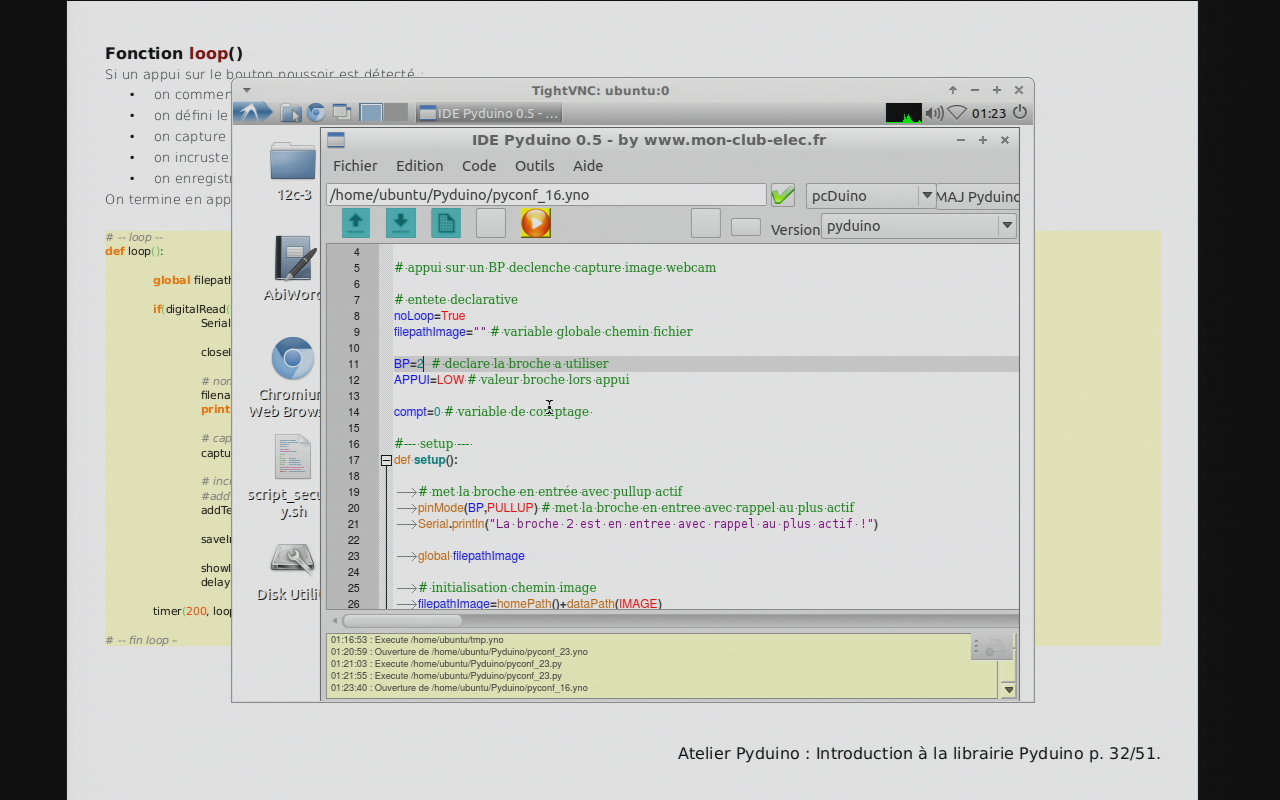 Fonction loop()
Si un appui sur le bouton poussoir est détecté :
• on commen
• on défini le
• on capture
• on incruste
• on enregistr
On termine en app
# -- loop --
def loop():
global filepath
if(digitalRead(
Serial
closeI
# nom
filena
print
# cap
captu
# incr
#add
addTe
saveIn
showI
delay
timer(200, loop
# -- fin loop –
TightVNC: ubuntu:0
IDE Pyduino 0.5 - ...
01:23
12c-3
AbiWord
Chromium
Web Brows
script_secu
y.sh
Disk Utili
IDE Pyduino 0.5 - by www.mon-club-elec.fr
Fichier Edition Code Outils Aide
/home/ubuntu/Pyduino/pyconf_16.yno
pcDuino
MAJ Pyduino
Version
pyduino
4
5 # appui sur un BP declenche capture image webcam
6
7 # entete declarative
8 noLoop=True
9 filepathImage="" # variable globale chemin fichier
10
11 BP=2 # declare la broche a utiliser
12 APPUI=LOW # valeur broche lors appui
13
14 compt=0 # variable de comptage
15
16 #--- setup ---
17 def setup():
18
19 # met la broche en entrée avec pullup actif
20 pinMode(BP,PULLUP) # met la broche en entree avec rappel au plus actif
21 Serial.println("La broche 2 est en entree avec rappel au plus actif !")
22
23 global filepathImage
24
25 # initialisation chemin image
26 filepathImage=homePath()+dataPath(IMAGE)
01:16:53 : Execute /home/ubuntu/tmp.yno
01:20:59 : Ouverture de /home/ubuntu/Pyduino/pyconf_23.yno
01:21:03 : Execute /home/ubuntu/Pyduino/pyconf_23.py
01:21:55 : Execute /home/ubuntu/Pyduino/pyconf_23.py
01:23:40 : Ouverture de /home/ubuntu/Pyduino/pyconf_16.yno
Atelier Pyduino : Introduction à la librairie Pyduino p. 32/51.